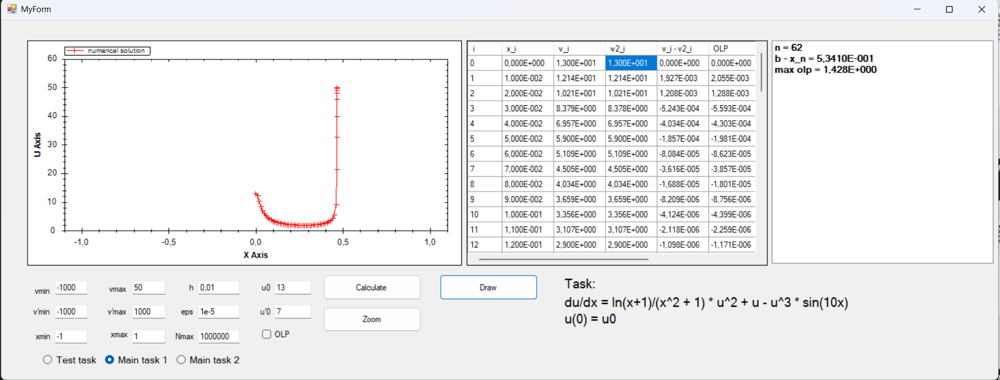 MyForm
numerical solution
60
50
40
30
20
10
0
U Axis
-1,0 -0,5 0,0 0,5 1,0
X Axis
i x_i v_i v2_i v_i - v2_i OLP
0 0,000E+000 1,300E+001 1,300E+001 0,000E+000 0,000E+000
1 1,000E-002 1,214E+001 1,214E+001 1,927E-003 2,055E-003
2 2,000E-002 1,021E+001 1,021E+001 1,208E-003 1,288E-003
3 3,000E-002 8,379E+000 8,378E+000 -5,243E-004 -5,593E-004
4 4,000E-002 6,957E+000 6,957E+000 -4,034E-004 -4,303E-004
5 5,000E-002 5,900E+000 5,900E+000 -1,857E-004 -1,981E-004
6 6,000E-002 5,109E+000 5,109E+000 -8,084E-005 -8,623E-005
7 7,000E-002 4,505E+000 4,505E+000 -3,616E-005 -3,857E-005
8 8,000E-002 4,034E+000 4,034E+000 -1,688E-005 -1,801E-005
9 9,000E-002 3,659E+000 3,659E+000 -8,209E-006 -8,756E-006
10 1,000E-001 3,356E+000 3,356E+000 -4,124E-006 -4,399E-006
11 1,100E-001 3,107E+000 3,107E+000 -2,118E-006 -2,259E-006
12 1,200E-001 2,900E+000 2,900E+000 -1,098E-006 -1,171E-006
n = 62
b - x_n = 5,3410E-001
max olp = 1,428E+000
vmin -1000 vmax 50 h 0,01 u0 13 Calculate Draw
v'min -1000 v'max 1000 eps 1e-5 u'0 7 Zoom
xmin -1 xmax 1 Nmax 1000000 OLP
Test task Main task 1 Main task 2
Task:
du/dx = ln(x+1)/(x^2 + 1) * u^2 + u - u^3 * sin(10x)
u(0) = u0